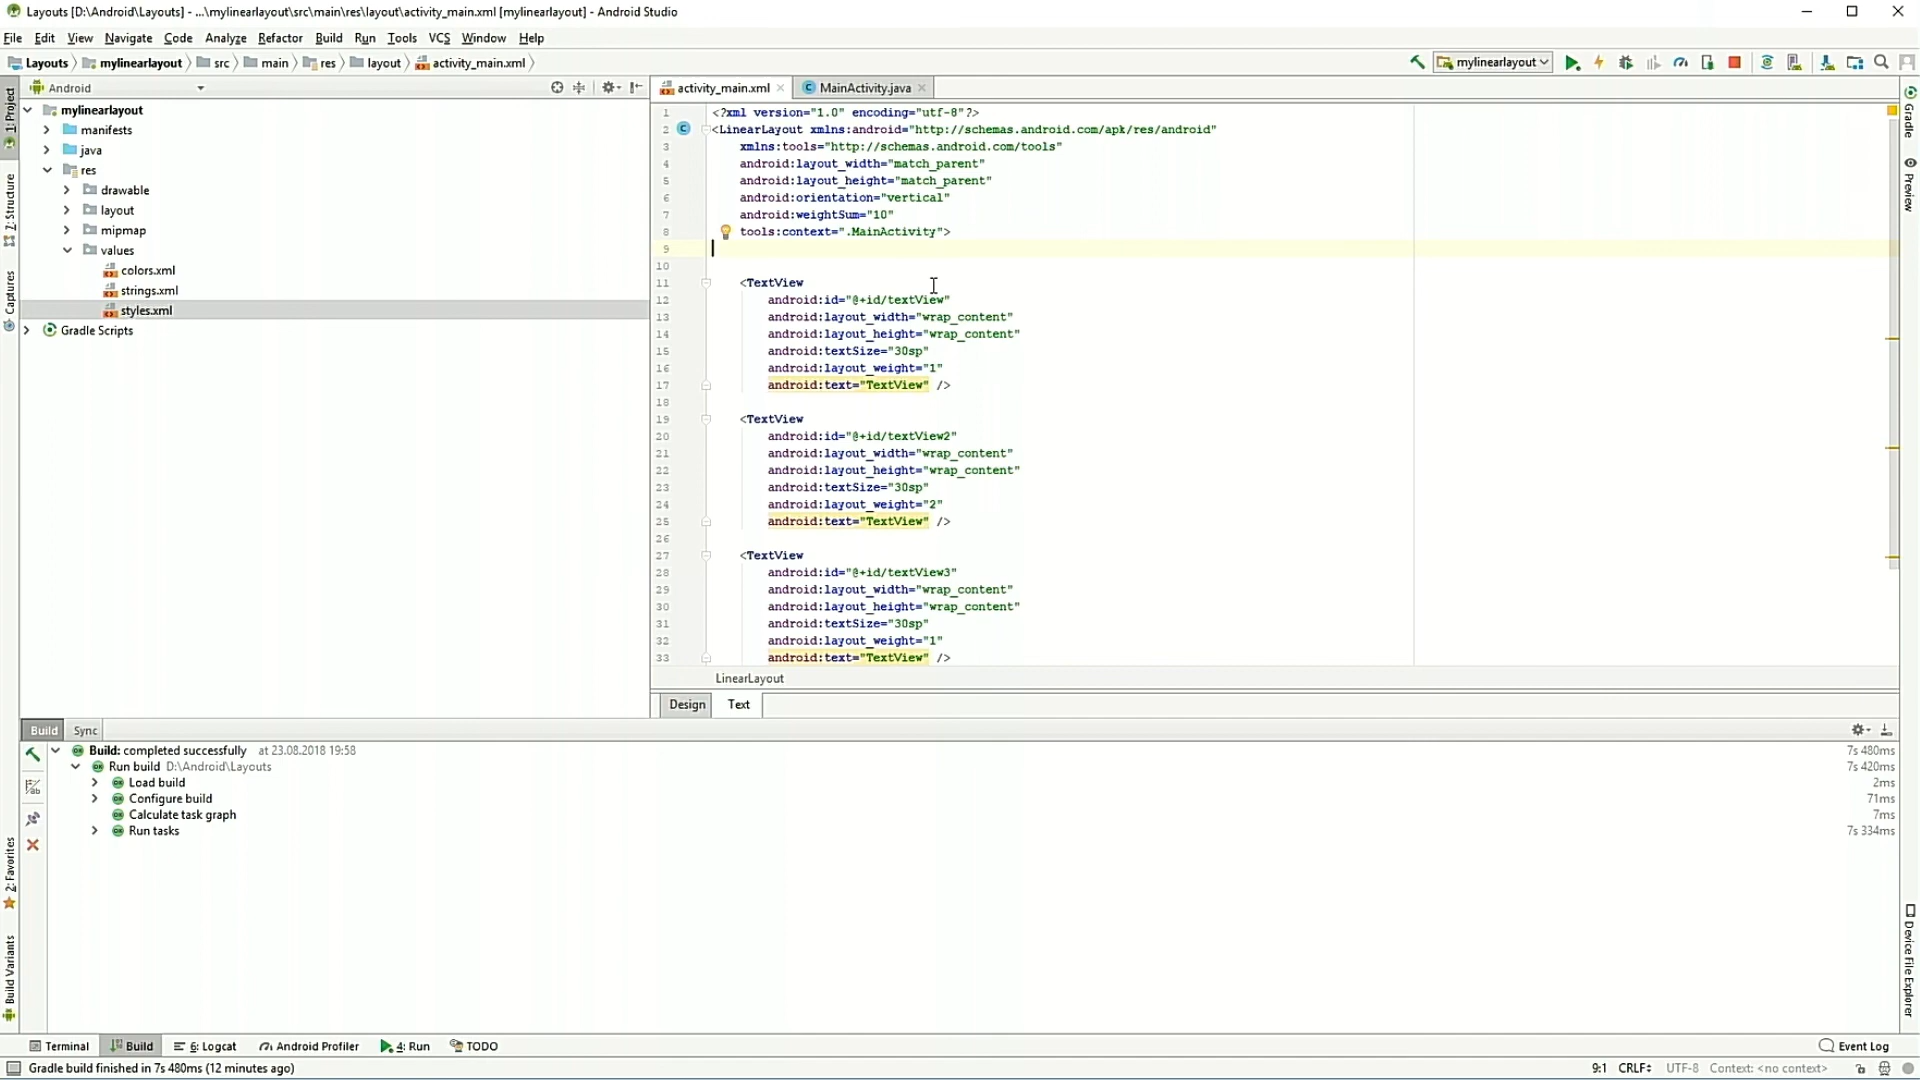 Layouts [D:\Android\Layouts] - ...\mylinearlayout\src\main\res\layout\activity_main.xml [mylinearlayout] - Android Studio
File Edit View Navigate Code Analyze Refactor Build Run Tools VCS Window Help
Layouts mylinearlayout src main res layout activity_main.xml mylinearlayout
1: Project
Android
activity_main.xml MainActivity.java
mylinearlayout
manifests
java
res
drawable
layout
mipmap
values
colors.xml
strings.xml
styles.xml
Gradle Scripts
1 <?xml version="1.0" encoding="utf-8"?>
2 C <LinearLayout xmlns:android="http://schemas.android.com/apk/res/android"
3 xmlns:tools="http://schemas.android.com/tools"
4 android:layout_width="match_parent"
5 android:layout_height="match_parent"
6 android:orientation="vertical"
7 android:weightSum="10"
8 tools:context=".MainActivity">
9
10
11 <TextView
12 android:id="@+id/textView"
13 android:layout_width="wrap_content"
14 android:layout_height="wrap_content"
15 android:textSize="30sp"
16 android:layout_weight="1"
17 android:text="TextView" />
18
19 <TextView
20 android:id="@+id/textView2"
21 android:layout_width="wrap_content"
22 android:layout_height="wrap_content"
23 android:textSize="30sp"
24 android:layout_weight="2"
25 android:text="TextView" />
26
27 <TextView
28 android:id="@+id/textView3"
29 android:layout_width="wrap_content"
30 android:layout_height="wrap_content"
31 android:textSize="30sp"
32 android:layout_weight="1"
33 android:text="TextView" />
LinearLayout
Design Text
Z: Structure
Captures
2: Favorites
Build Variants
Gradle
Preview
Device File Explorer
Build Sync
Build: completed successfully at 23.08.2018 19:58 7s 480ms
Run build D:\Android\Layouts 7s 420ms
Load build 2ms
Configure build 71ms
Calculate task graph 7ms
Run tasks 7s 334ms
Terminal Build 6: Logcat Android Profiler 4: Run TODO Event Log
Gradle build finished in 7s 480ms (12 minutes ago) 9:1 CRLF UTF-8 Context: <no context>